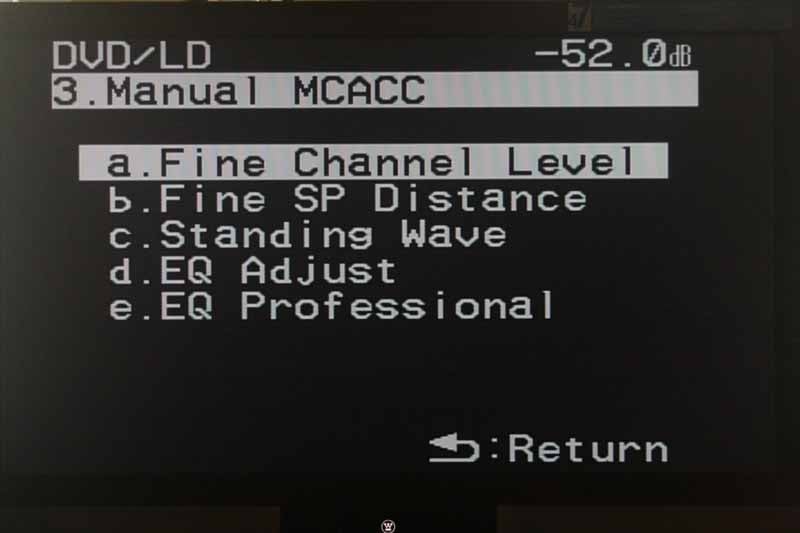 DVD/LD -52.0dB
3.Manual MCACC
a.Fine Channel Level
b.Fine SP Distance
c.Standing Wave
d.EQ Adjust
e.EQ Professional
:Return
W